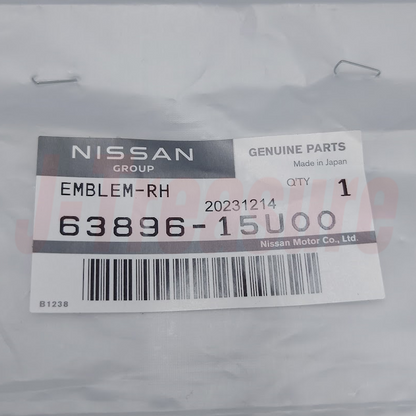 NISSAN
GROUP
GENUINE PARTS
Made in Japan
EMBLEM-RH
QTY 1
20231214
63896-15U00
Nissan Motor Co., Ltd.
B1238
J-Treasure